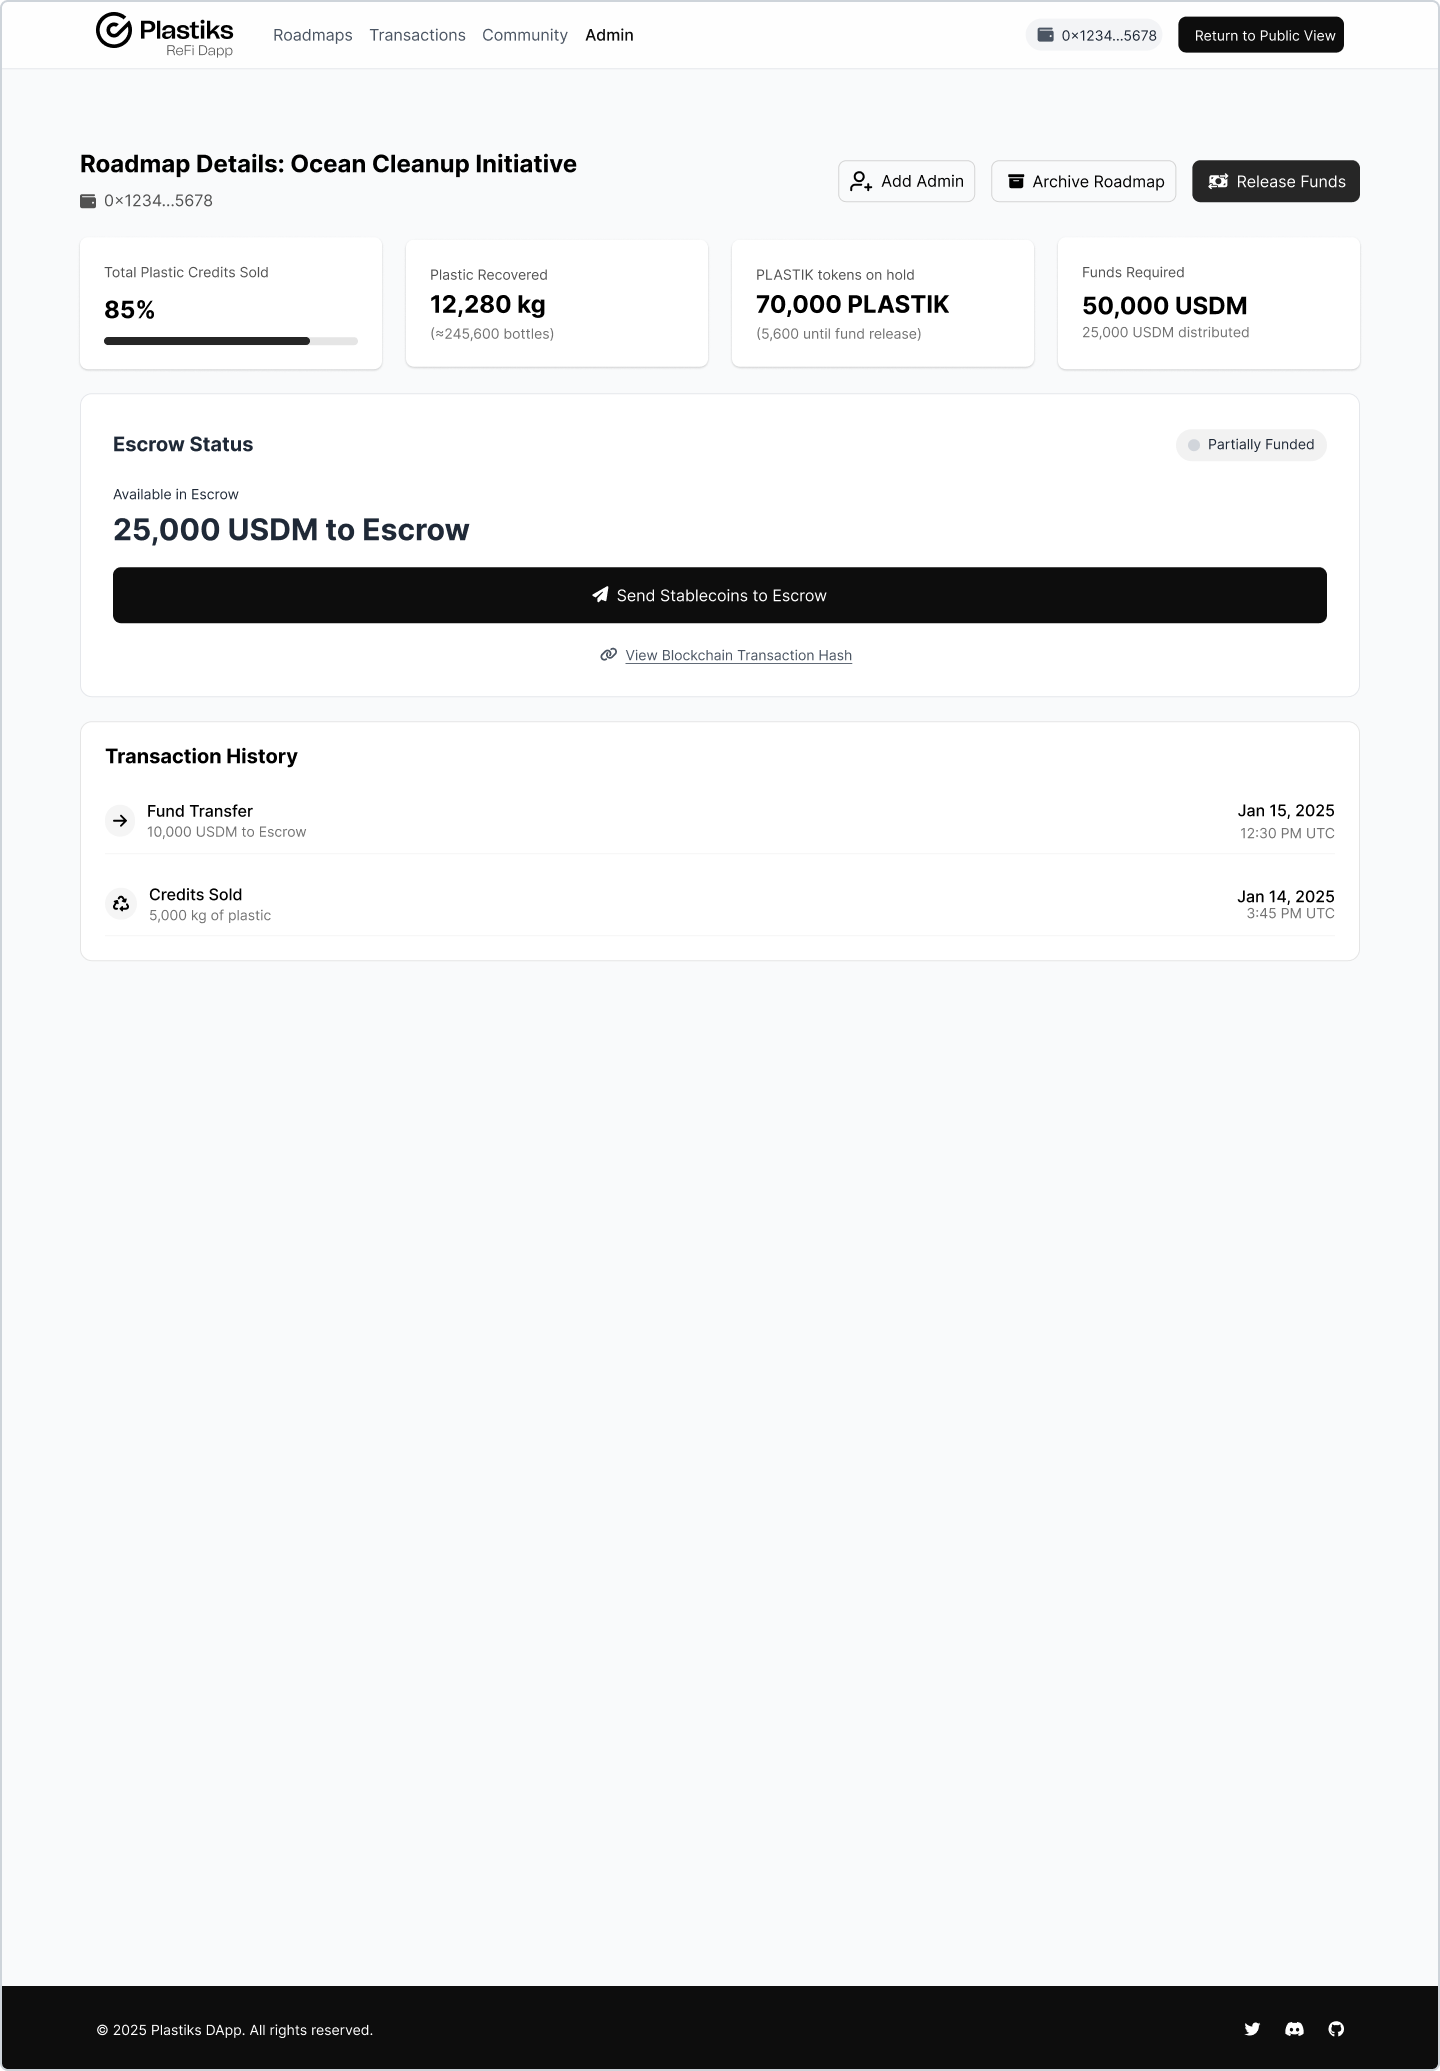 Plastiks
ReFi Dapp
Roadmaps Transactions Community Admin
0×1234...5678
Return to Public View
Roadmap Details: Ocean Cleanup Initiative
0×1234...5678
Add Admin
Archive Roadmap
Release Funds
Total Plastic Credits Sold
85%
Plastic Recovered
12,280 kg
(≈245,600 bottles)
PLASTIK tokens on hold
70,000 PLASTIK
(5,600 until fund release)
Funds Required
50,000 USDM
25,000 USDM distributed
Escrow Status
Partially Funded
Available in Escrow
25,000 USDM to Escrow
Send Stablecoins to Escrow
View Blockchain Transaction Hash
Transaction History
Fund Transfer
10,000 USDM to Escrow
Jan 15, 2025
12:30 PM UTC
Credits Sold
5,000 kg of plastic
Jan 14, 2025
3:45 PM UTC
© 2025 Plastiks DApp. All rights reserved.